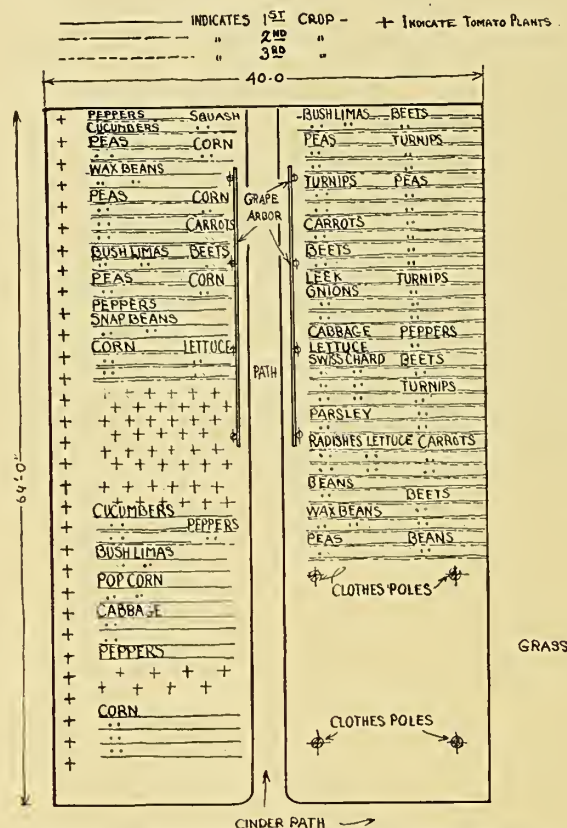 INDICATES 1ST CROP - + INDICATE TOMATO PLANTS
" 2ND "
" 3RD "
40-0
64'-0"
PEPPERS SQUASH
CUCUMBERS
PEAS CORN
WAX BEANS
PEAS CORN
CARROTS
BUSH LIMAS BEETS
PEAS CORN
PEPPERS
SNAP BEANS
CORN LETTUCE
CUCUMBERS
PEPPERS
BUSH LIMAS
POP CORN
CABBAGE
PEPPERS
CORN
GRAPE
ARBOR
PATH
BUSH LIMAS BEETS
PEAS TURNIPS
TURNIPS PEAS
CARROTS
BEETS
LEEK TURNIPS
ONIONS
CABBAGE PEPPERS
LETTUCE
SWISS CHARD BEETS
TURNIPS
PARSLEY
RADISHES LETTUCE CARROTS
BEANS
BEETS
WAX BEANS
PEAS BEANS
CLOTHES POLES
CLOTHES POLES
GRASS
CINDER PATH